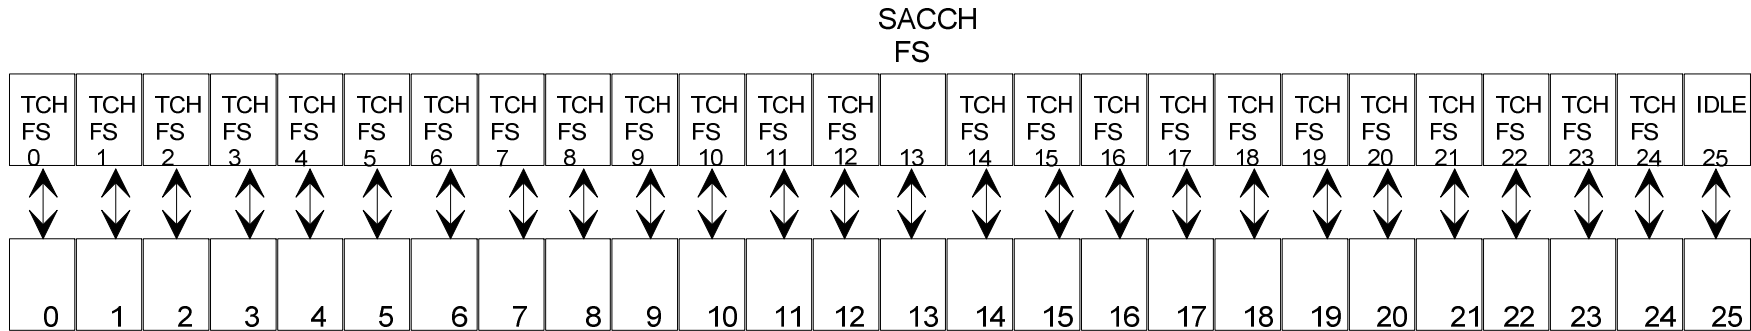 SACCH
FS
TCH TCH TCH TCH TCH TCH TCH TCH TCH TCH TCH TCH TCH TCH TCH TCH TCH TCH TCH TCH TCH TCH TCH TCH IDLE
FS FS FS FS FS FS FS FS FS FS FS FS FS FS FS FS FS FS FS FS FS FS FS FS
0 1 2 3 4 5 6 7 8 9 10 11 12 13 14 15 16 17 18 19 20 21 22 23 24 25
0 1 2 3 4 5 6 7 8 9 10 11 12 13 14 15 16 17 18 19 20 21 22 23 24 25